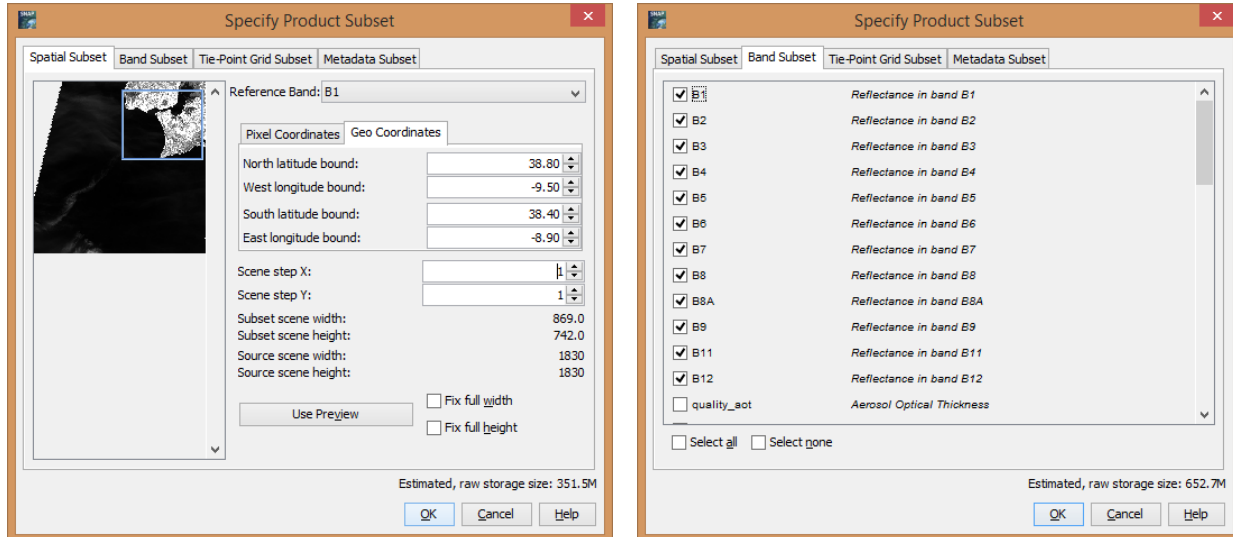 Specify Product Subset
Spatial Subset Band Subset Tie-Point Grid Subset Metadata Subset
Reference Band: B1
Pixel Coordinates Geo Coordinates
North latitude bound: 38.80
West longitude bound: -9.50
South latitude bound: 38.40
East longitude bound: -8.90
Scene step X: 1
Scene step Y: 1
Subset scene width: 869.0
Subset scene height: 742.0
Source scene width: 1830
Source scene height: 1830
Use Preview
Fix full width
Fix full height
Estimated, raw storage size: 351.5M
OK Cancel Help
Specify Product Subset
Spatial Subset Band Subset Tie-Point Grid Subset Metadata Subset
B1 Reflectance in band B1
B2 Reflectance in band B2
B3 Reflectance in band B3
B4 Reflectance in band B4
B5 Reflectance in band B5
B6 Reflectance in band B6
B7 Reflectance in band B7
B8 Reflectance in band B8
B8A Reflectance in band B8A
B9 Reflectance in band B9
B11 Reflectance in band B11
B12 Reflectance in band B12
quality_aot Aerosol Optical Thickness
Select all Select none
Estimated, raw storage size: 652.7M
OK Cancel Help